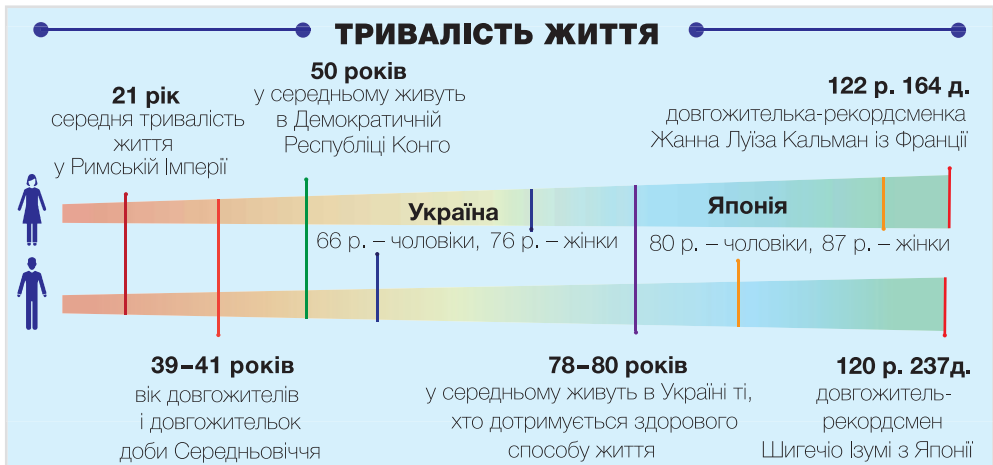 ТРИВАЛІСТЬ ЖИТТЯ
21 рік
середня тривалість
життя
у Римській Імперії
50 років
у середньому живуть
в Демократичній
Республіці Конго
122 р. 164 д.
довгожителька-рекордсменка
Жанна Луїза Кальман із Франції
Україна
66 р. – чоловіки, 76 р. – жінки
Японія
80 р. – чоловіки, 87 р. – жінки
39–41 років
вік довгожителів
і довгожительок
доби Середньовіччя
78–80 років
у середньому живуть в Україні ті,
хто дотримується здорового
способу життя
120 р. 237д.
довгожитель-
рекордсмен
Шигечіо Ізумі з Японії